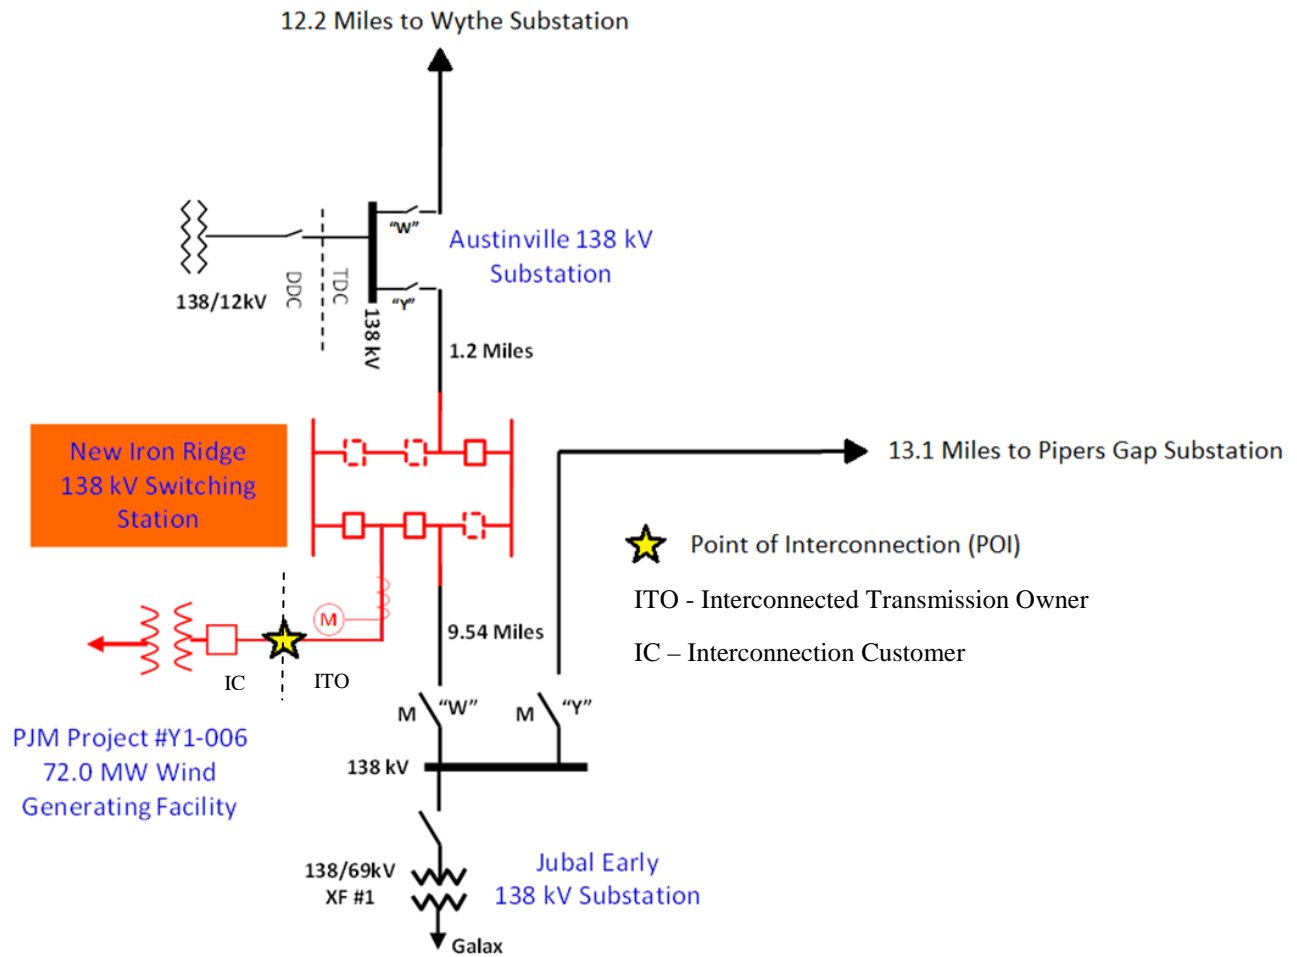 12.2 Miles to Wythe Substation
"W"
Austinville 138 kV
Substation
DDC
TDC
138/12kV
"Y"
138 kV
1.2 Miles
New Iron Ridge
138 kV Switching
Station
13.1 Miles to Pipers Gap Substation
Point of Interconnection (POI)
ITO - Interconnected Transmission Owner
IC – Interconnection Customer
M
9.54 Miles
IC
ITO
M
"W"
M
"Y"
PJM Project #Y1-006
72.0 MW Wind
Generating Facility
138 kV
138/69kV
XF #1
Jubal Early
138 kV Substation
Galax